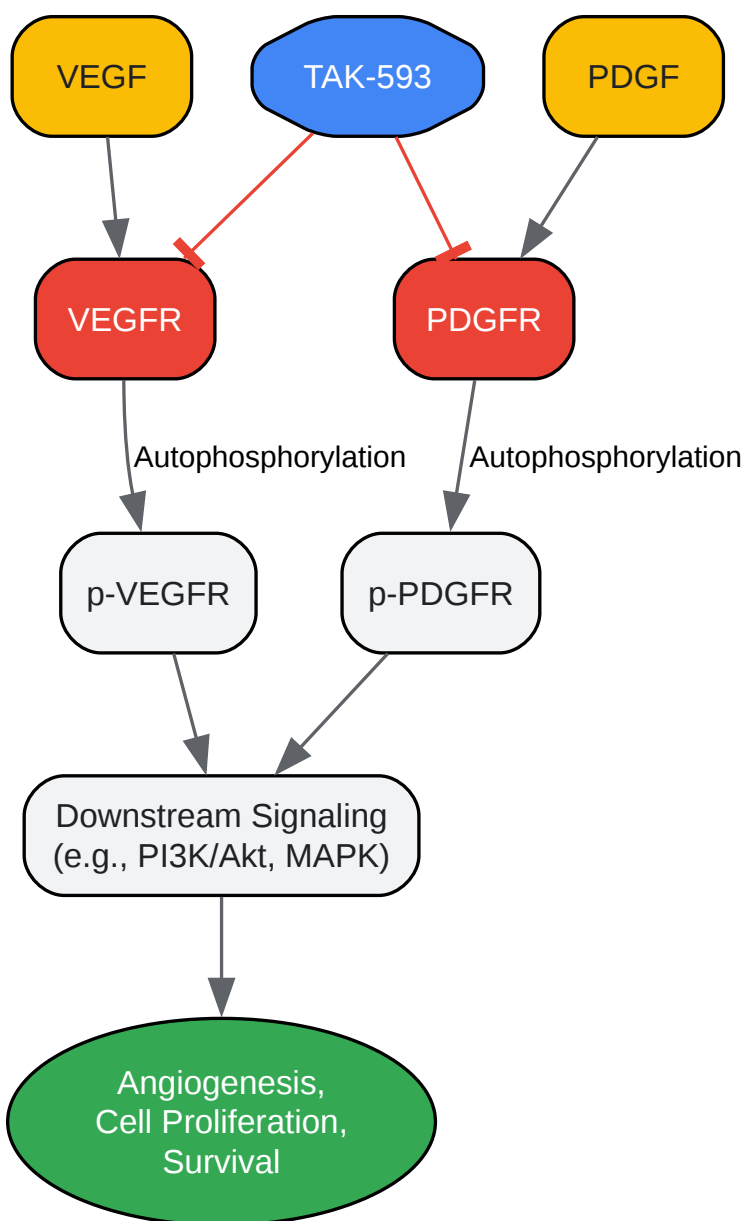 VEGF
TAK-593
PDGF
VEGFR
PDGFR
Autophosphorylation
Autophosphorylation
p-VEGFR
p-PDGFR
Downstream Signaling
(e.g., PI3K/Akt, MAPK)
Angiogenesis,
Cell Proliferation,
Survival